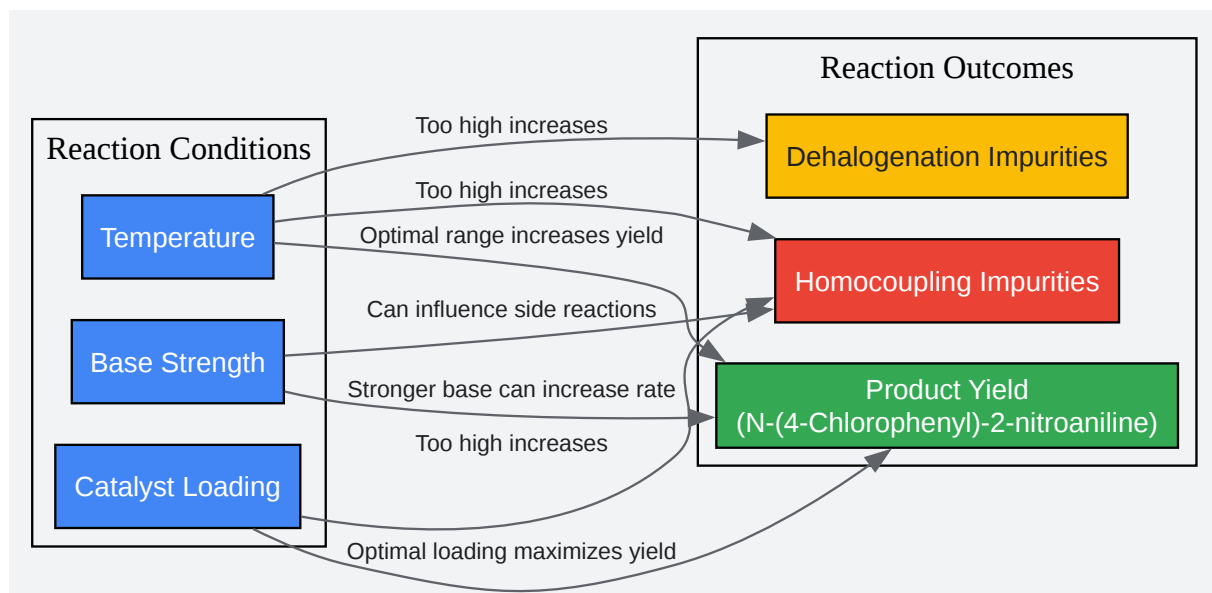 Reaction Conditions
Temperature
Base Strength
Catalyst Loading
Too high increases
Too high increases
Optimal range increases yield
Can influence side reactions
Stronger base can increase rate
Too high increases
Optimal loading maximizes yield
Reaction Outcomes
Dehalogenation Impurities
Homocoupling Impurities
Product Yield
(N-(4-Chlorophenyl)-2-nitroaniline)